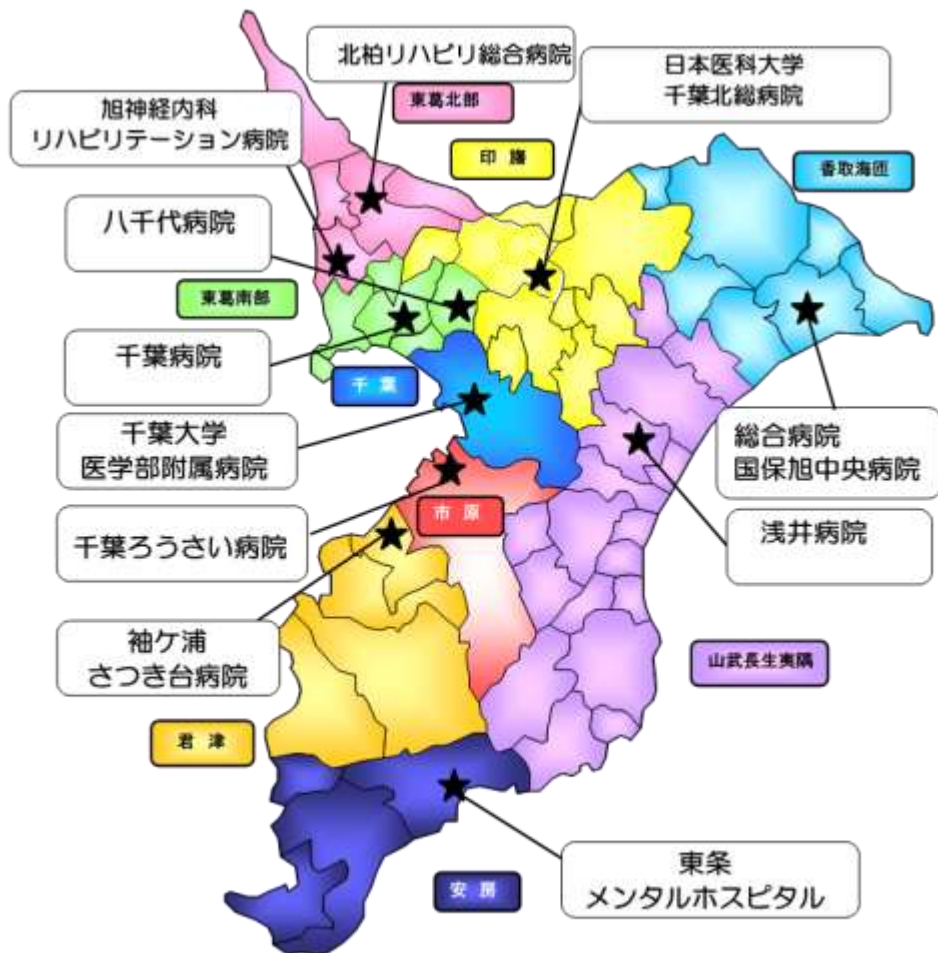 北柏リハビリ総合病院
日本医科大学
千葉北総病院
旭神経内科
リハビリテーション病院
東葛北部
印旛
香取海匝
八千代病院
東葛南部
千葉病院
千葉
千葉大学
医学部附属病院
総合病院
国保旭中央病院
市原
千葉ろうさい病院
浅井病院
袖ケ浦
さつき台病院
山武長生夷隅
君津
東条
メンタルホスピタル
安房